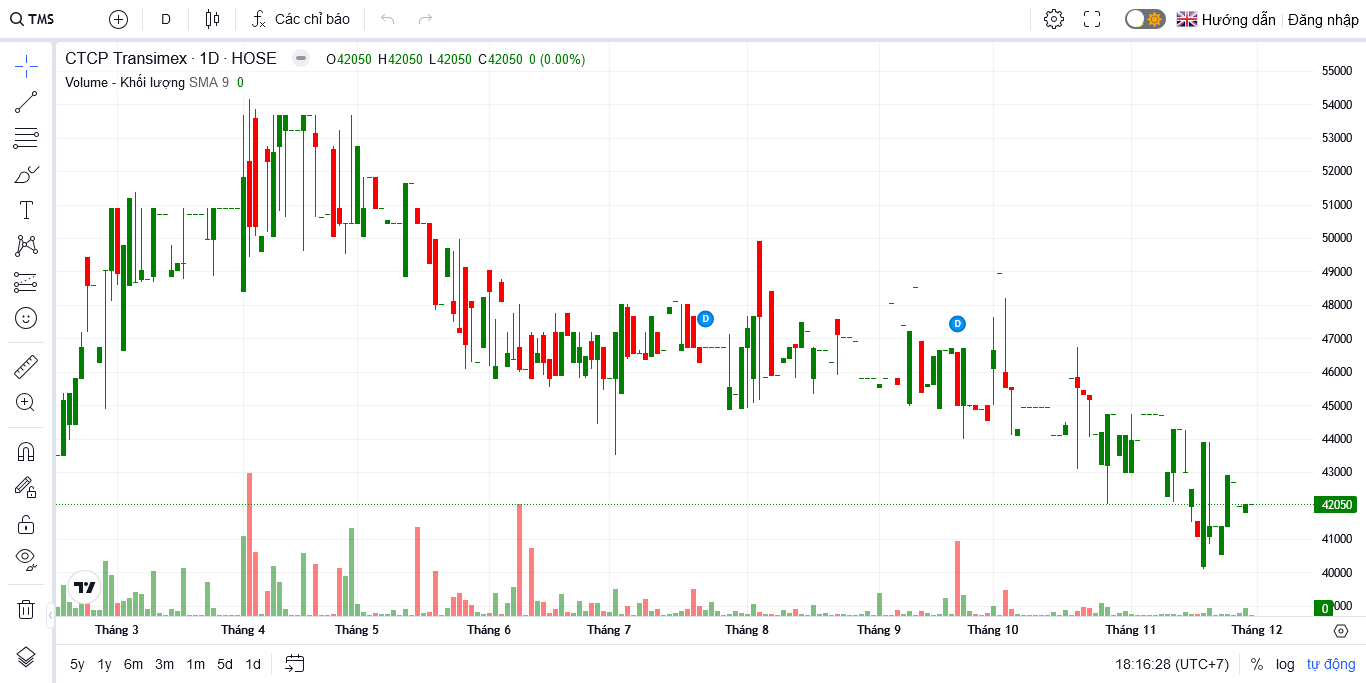 TMS D Các chỉ báo Hướng dẫn Đăng nhập
CTCP Transimex · 1D · HOSE O42050 H42050 L42050 C42050 0 (0.00%)
Volume - Khối lượng SMA 9 0
55000
54000
53000
52000
51000
50000
49000
48000
47000
46000
45000
44000
43000
42050
41000
40000
0
D
D
Tháng 3 Tháng 4 Tháng 5 Tháng 6 Tháng 7 Tháng 8 Tháng 9 Tháng 10 Tháng 11 Tháng 12
5y 1y 6m 3m 1m 5d 1d 18:16:28 (UTC+7) % log tự động